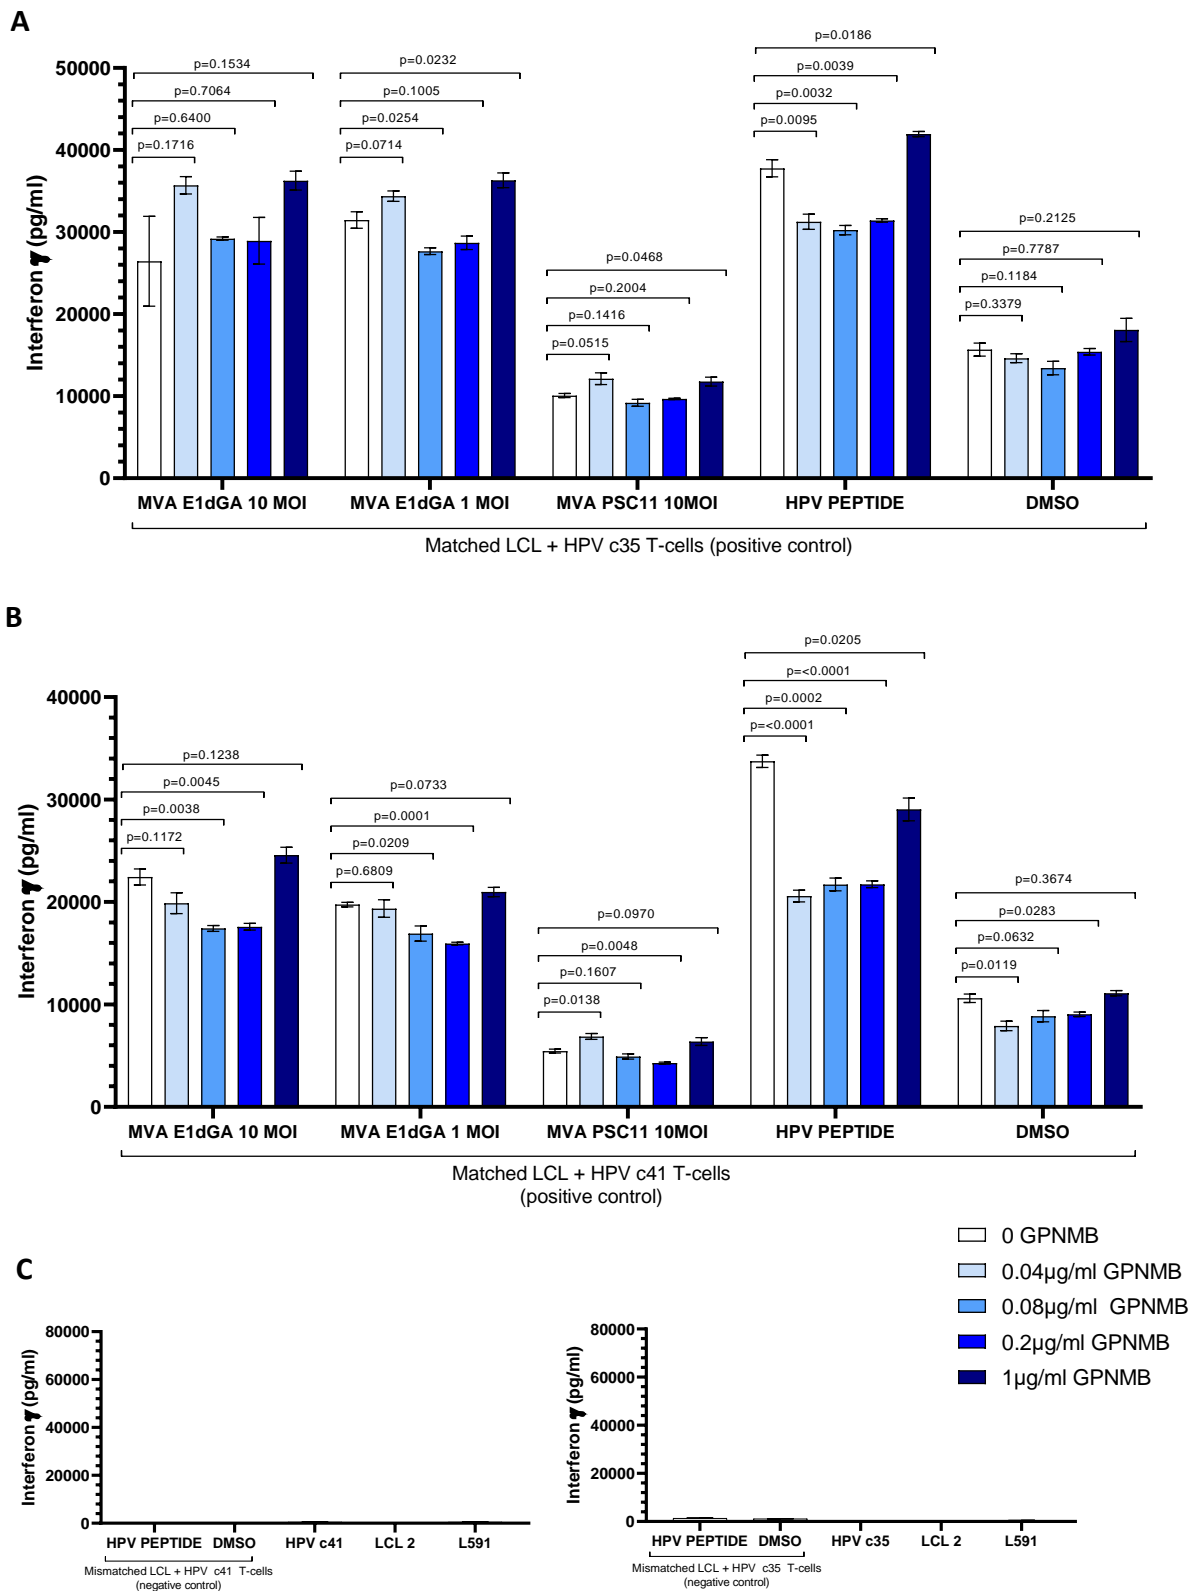 A
p=0.1534
p=0.7064
p=0.6400
p=0.1716
p=0.0232
p=0.1005
p=0.0254
p=0.0714
p=0.0468
p=0.2004
p=0.1416
p=0.0515
p=0.0186
p=0.0039
p=0.0032
p=0.0095
p=0.2125
p=0.7787
p=0.1184
p=0.3379
50000
40000
30000
20000
10000
0
Interferon γ (pg/ml)
MVA E1dGA 10 MOI MVA E1dGA 1 MOI MVA PSC11 10MOI HPV PEPTIDE DMSO
Matched LCL + HPV c35 T-cells (positive control)
B
p=0.1238
p=0.0045
p=0.0038
p=0.1172
p=0.0733
p=0.0001
p=0.0209
p=0.6809
p=0.0970
p=0.0048
p=0.1607
p=0.0138
p=0.0205
p=<0.0001
p=0.0002
p=<0.0001
p=0.3674
p=0.0283
p=0.0632
p=0.0119
40000
30000
20000
10000
0
Interferon γ (pg/ml)
MVA E1dGA 10 MOI MVA E1dGA 1 MOI MVA PSC11 10MOI HPV PEPTIDE DMSO
Matched LCL + HPV c41 T-cells
(positive control)
0 GPNMB
0.04µg/ml GPNMB
0.08µg/ml GPNMB
0.2µg/ml GPNMB
1µg/ml GPNMB
C
80000
60000
40000
20000
0
Interferon γ (pg/ml)
HPV PEPTIDE DMSO HPV c41 LCL 2 L591
Mismatched LCL + HPV c41 T-cells
(negative control)
80000
60000
40000
20000
0
Interferon γ (pg/ml)
HPV PEPTIDE DMSO HPV c35 LCL 2 L591
Mismatched LCL + HPV c35 T-cells
(negative control)